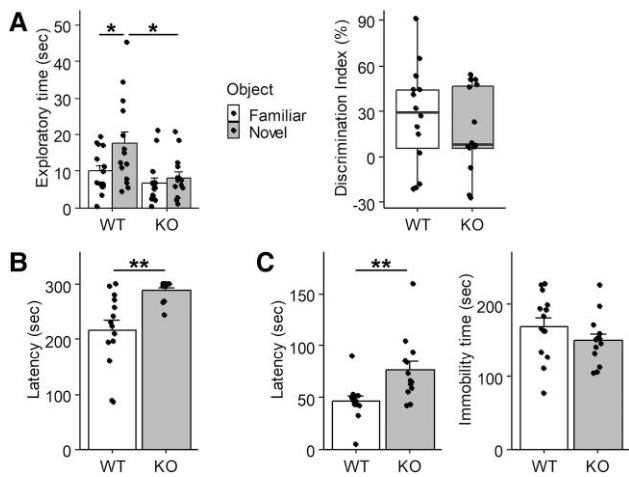 A
Exploratory time (sec)
50
40
30
20
10
0
*
*
WT
KO
Object
Familiar
Novel
Discrimination Index (%)
90
60
30
0
-30
WT
KO
B
Latency (sec)
300
200
100
0
**
WT
KO
C
Latency (sec)
150
100
50
0
**
WT
KO
Immobility time (sec)
200
100
0
WT
KO